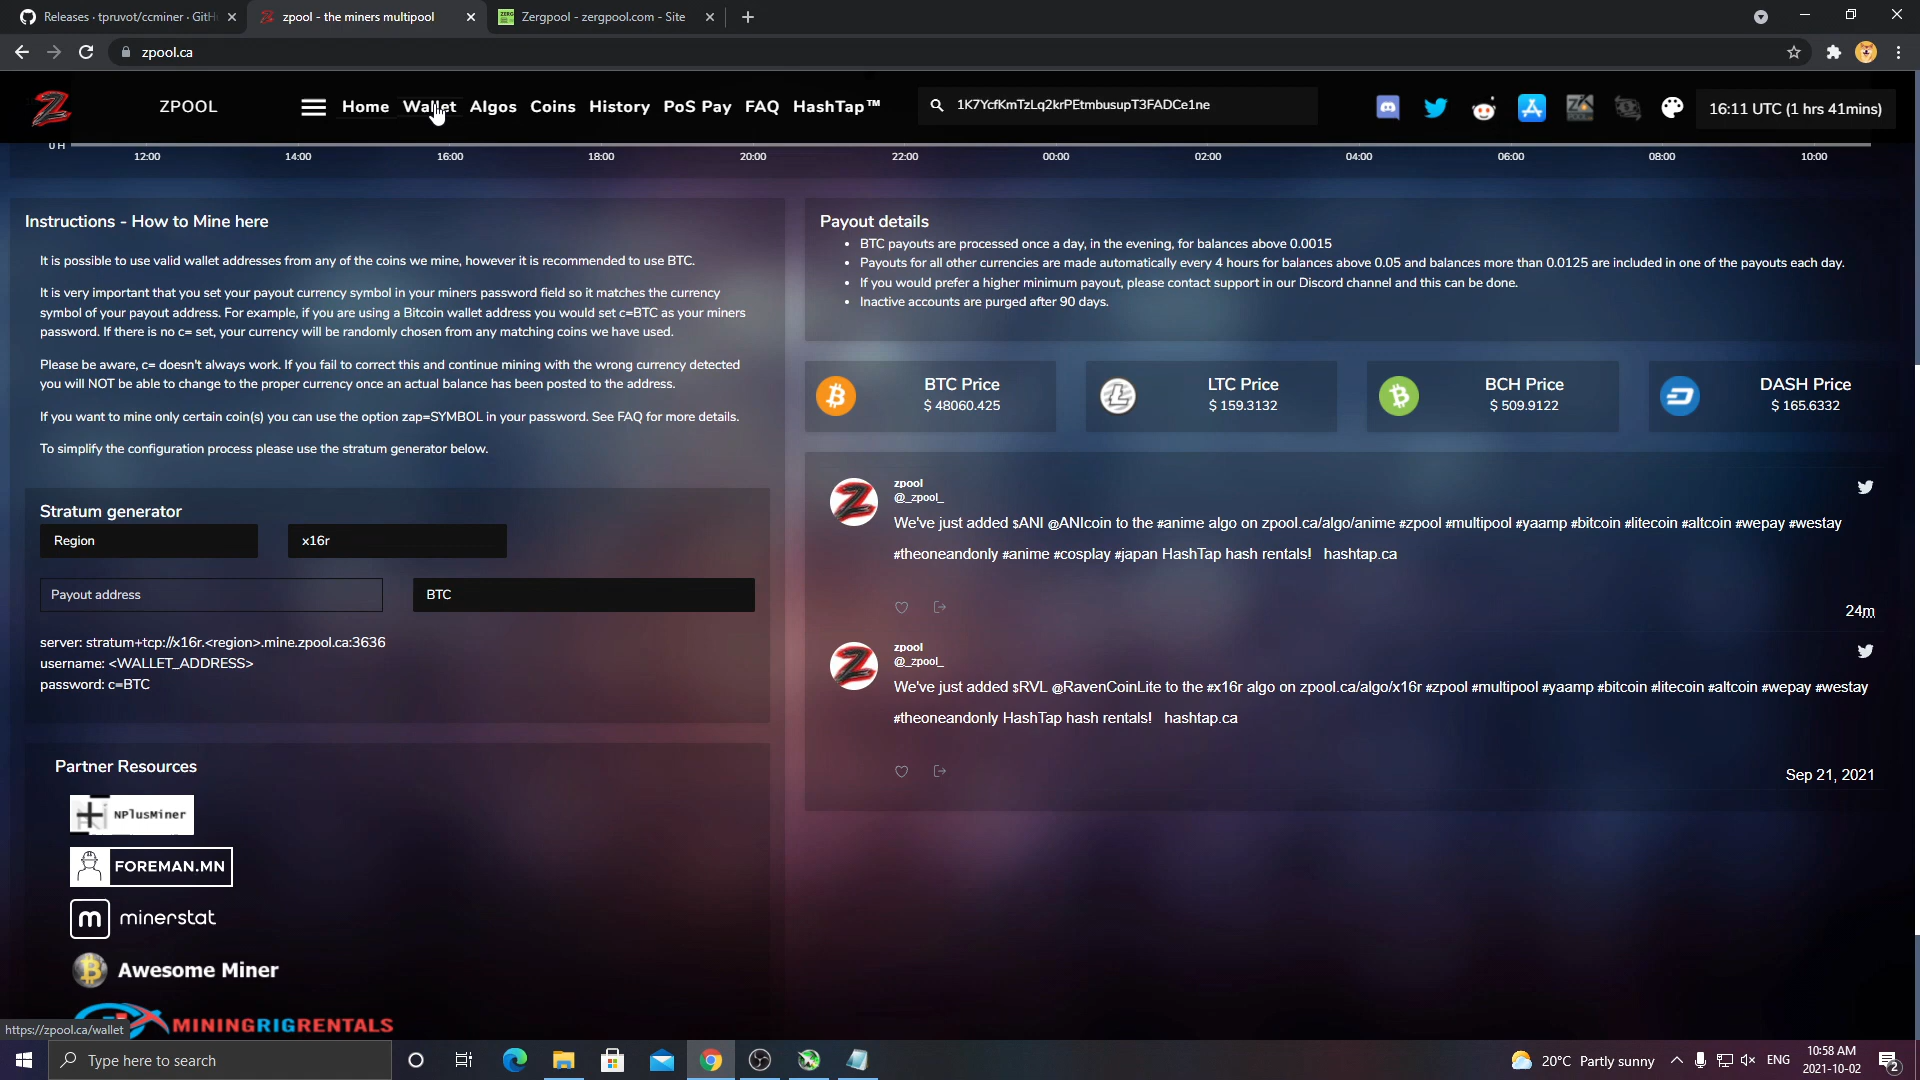 Releases · tpruvot/ccminer · GitH
zpool - the miners multipool
Zergpool - zergpool.com - Site
zpool.ca
ZPOOL
Home Wallet Algos Coins History PoS Pay FAQ HashTap™
1K7YcfKmTzLq2krPEtmbusupT3FADCe1ne
16:11 UTC (1 hrs 41mins)
0 H
12:00 14:00 16:00 18:00 20:00 22:00 00:00 02:00 04:00 06:00 08:00 10:00
Instructions - How to Mine here
It is possible to use valid wallet addresses from any of the coins we mine, however it is recommended to use BTC.
It is very important that you set your payout currency symbol in your miners password field so it matches the currency
symbol of your payout address. For example, if you are using a Bitcoin wallet address you would set c=BTC as your miners
password. If there is no c= set, your currency will be randomly chosen from any matching coins we have used.
Please be aware, c= doesn't always work. If you fail to correct this and continue mining with the wrong currency detected
you will NOT be able to change to the proper currency once an actual balance has been posted to the address.
If you want to mine only certain coin(s) you can use the option zap=SYMBOL in your password. See FAQ for more details.
To simplify the configuration process please use the stratum generator below.
Stratum generator
Region
x16r
Payout address
BTC
server: stratum+tcp://x16r.<region>.mine.zpool.ca:3636
username: <WALLET_ADDRESS>
password: c=BTC
Partner Resources
NPlusMiner
FOREMAN.MN
minerstat
Awesome Miner
MININGRIGRENTALS
Payout details
• BTC payouts are processed once a day, in the evening, for balances above 0.0015
• Payouts for all other currencies are made automatically every 4 hours for balances above 0.05 and balances more than 0.0125 are included in one of the payouts each day.
• If you would prefer a higher minimum payout, please contact support in our Discord channel and this can be done.
• Inactive accounts are purged after 90 days.
BTC Price
$ 48060.425
LTC Price
$ 159.3132
BCH Price
$ 509.9122
DASH Price
$ 165.6332
zpool
@_zpool_
We've just added $ANI @ANIcoin to the #anime algo on zpool.ca/algo/anime #zpool #multipool #yaamp #bitcoin #litecoin #altcoin #wepay #westay
#theoneandonly #anime #cosplay #japan HashTap hash rentals! hashtap.ca
24m
zpool
@_zpool_
We've just added $RVL @RavenCoinLite to the #x16r algo on zpool.ca/algo/x16r #zpool #multipool #yaamp #bitcoin #litecoin #altcoin #wepay #westay
#theoneandonly HashTap hash rentals! hashtap.ca
Sep 21, 2021
https://zpool.ca/wallet
Type here to search
20°C Partly sunny
ENG
10:58 AM
2021-10-02
2